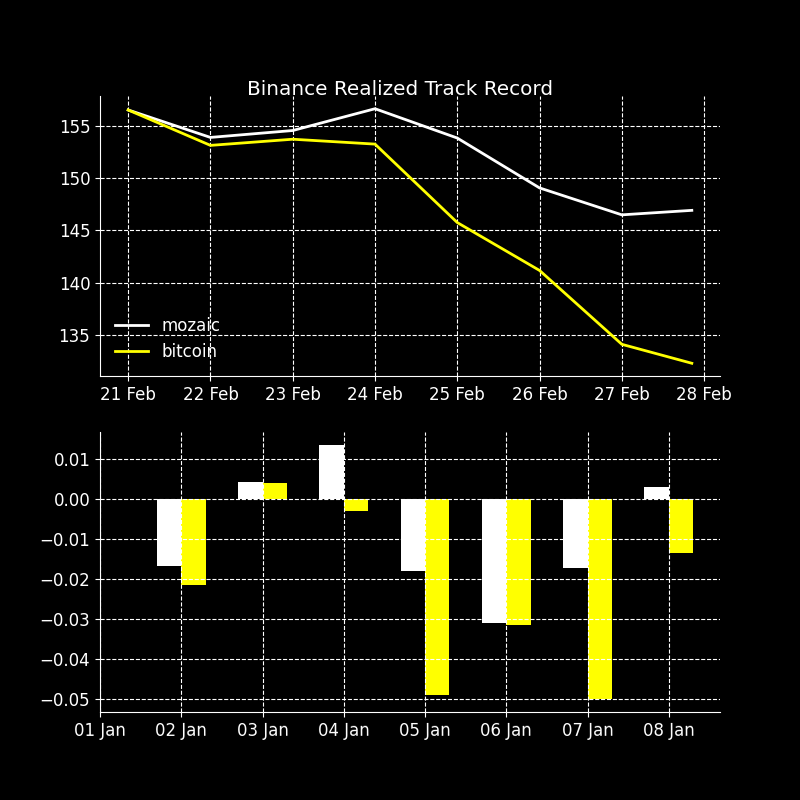 Binance Realized Track Record
155
150
145
140
135
mozaic
bitcoin
21 Feb 22 Feb 23 Feb 24 Feb 25 Feb 26 Feb 27 Feb 28 Feb
0.01
0.00
−0.01
−0.02
−0.03
−0.04
−0.05
01 Jan 02 Jan 03 Jan 04 Jan 05 Jan 06 Jan 07 Jan 08 Jan